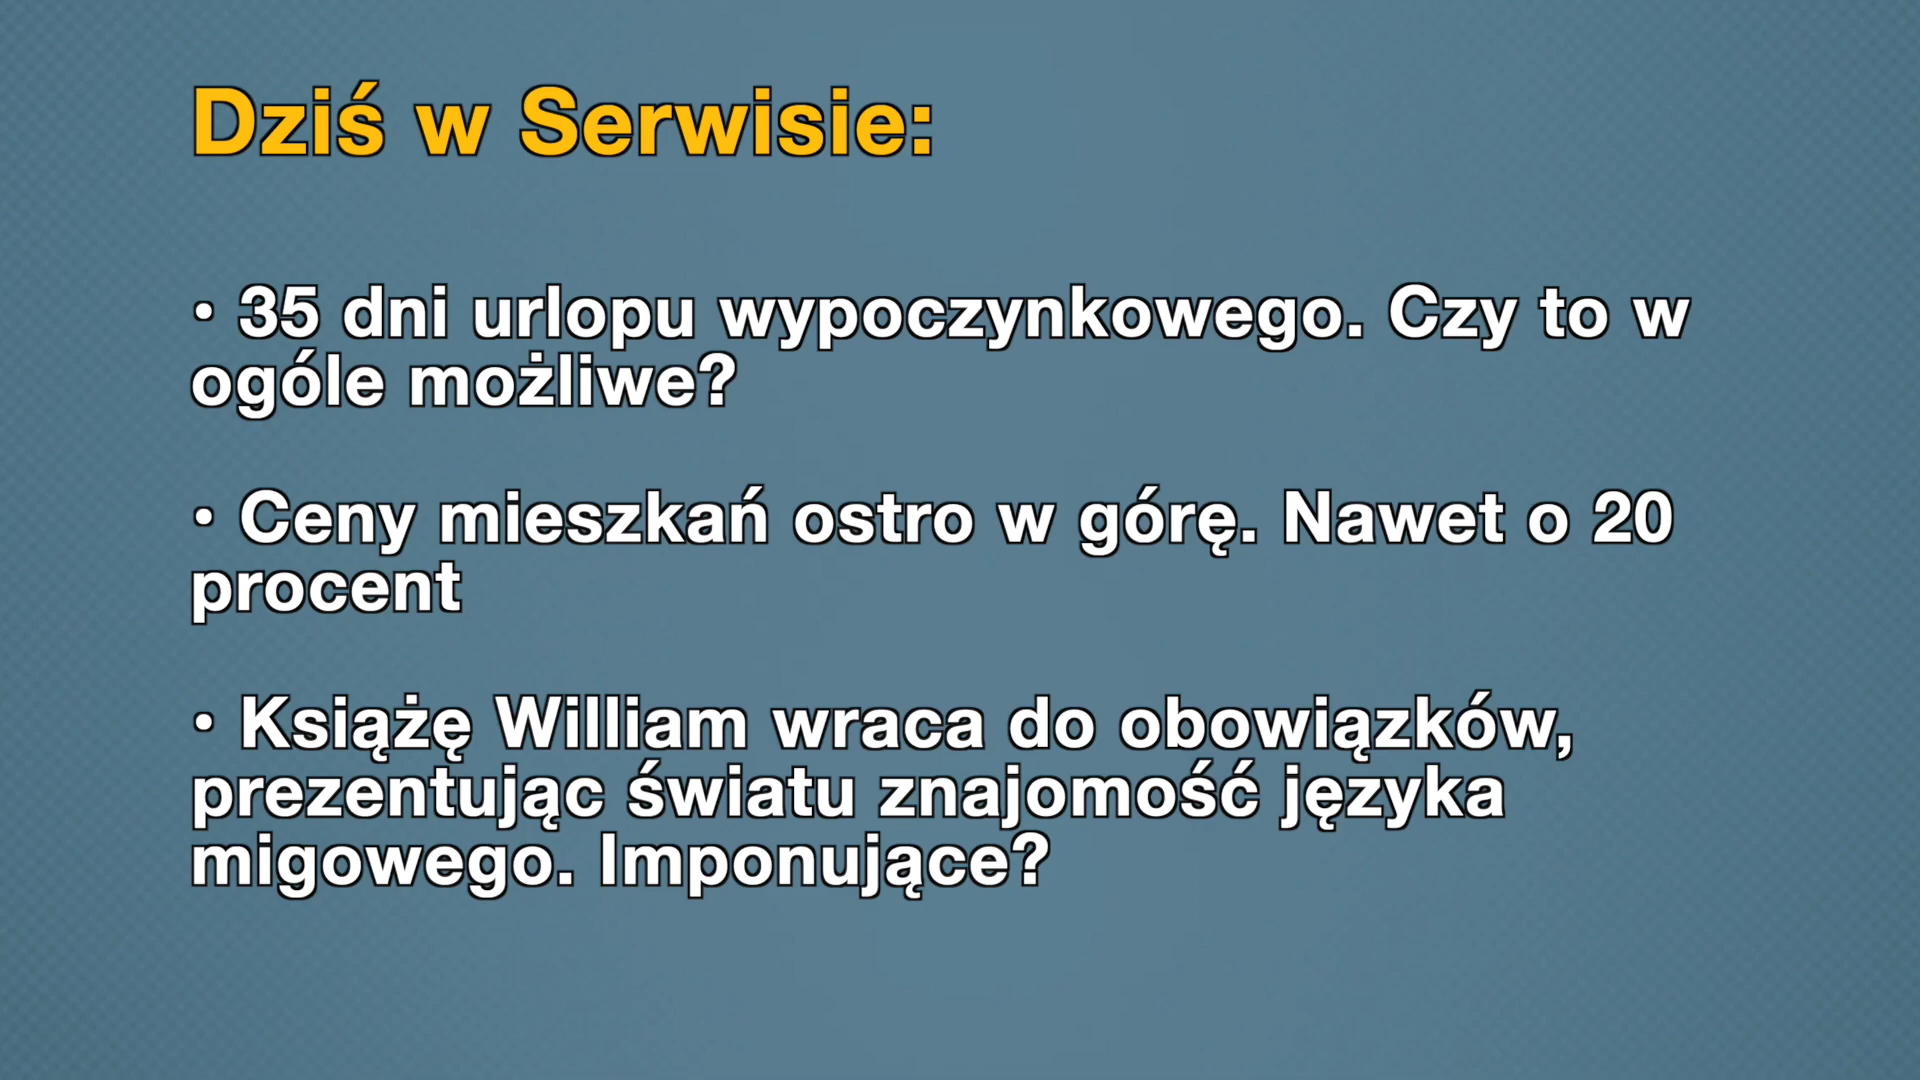 Dziś w Serwisie:
• 35 dni urlopu wypoczynkowego. Czy to w
ogóle możliwe?
• Ceny mieszkań ostro w górę. Nawet o 20
procent
• Książę William wraca do obowiązków,
prezentując światu znajomość języka
migowego. Imponujące?